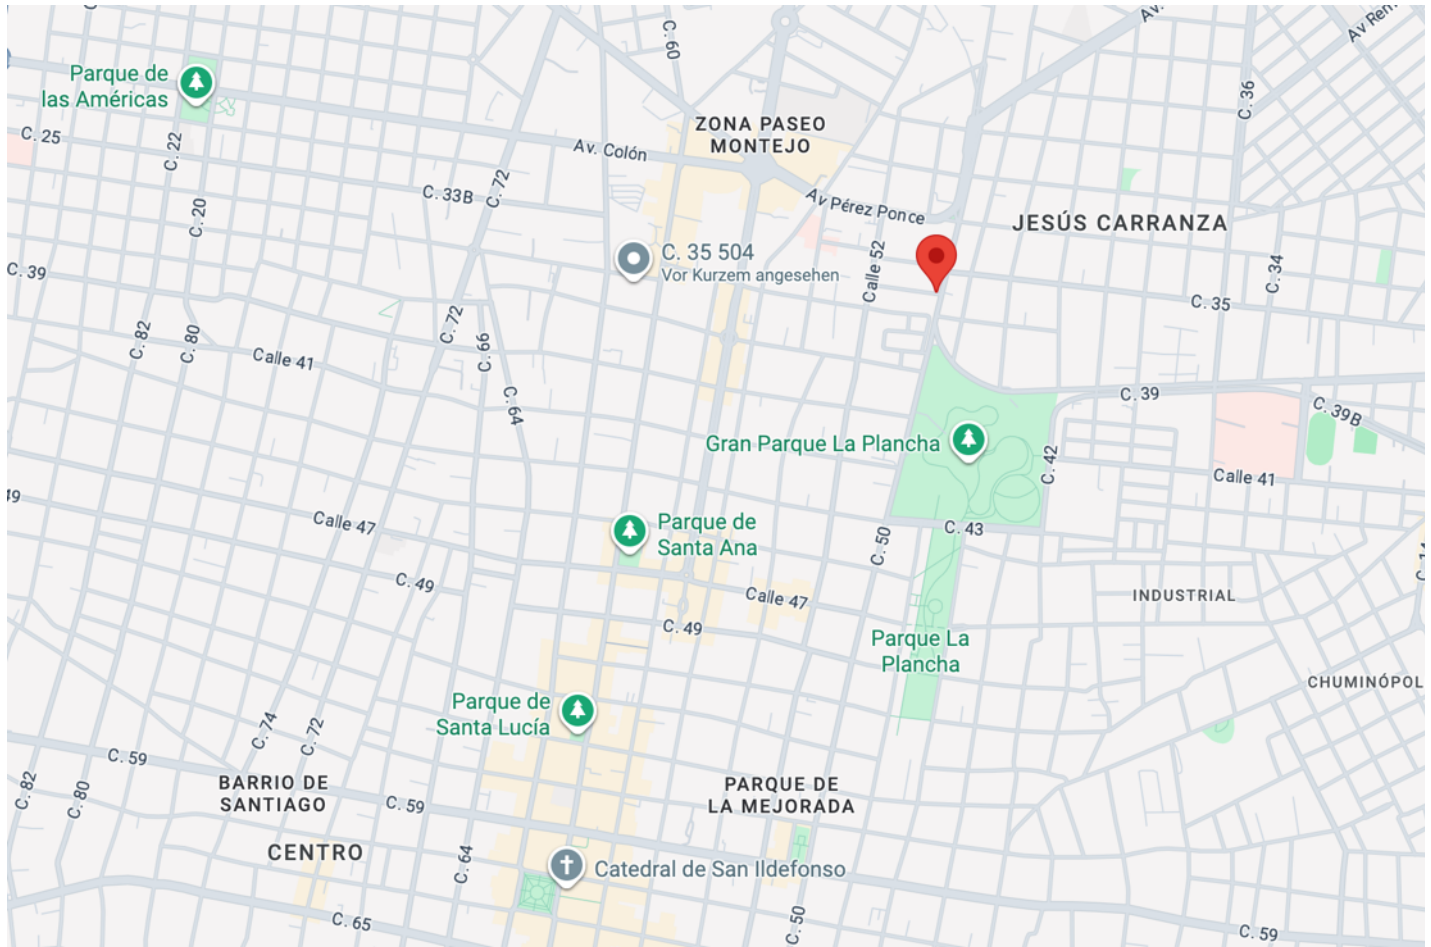 C. 60
Av.
Av Rem
Parque de
las Américas
C. 36
ZONA PASEO
MONTEJO
C. 25
C. 22
Av. Colón
C. 33B
C. 72
C. 20
Av Pérez Ponce
JESÚS CARRANZA
C. 35 504
Vor Kurzem angesehen
Calle 52
C. 34
C. 39
C. 35
C. 82
C. 80
C. 72
C. 66
Calle 41
C. 64
C. 39
C. 39B
Gran Parque La Plancha
C. 42
Calle 41
49
Calle 47
Parque de
Santa Ana
C. 50
C. 43
C. 14
C. 49
Calle 47
INDUSTRIAL
C. 49
Parque La
Plancha
CHUMINÓPOL
Parque de
Santa Lucía
C. 74
C. 72
C. 59
C. 82
C. 80
BARRIO DE
SANTIAGO
C. 59
PARQUE DE
LA MEJORADA
CENTRO
C. 64
Catedral de San Ildefonso
C. 65
C. 50
C. 59